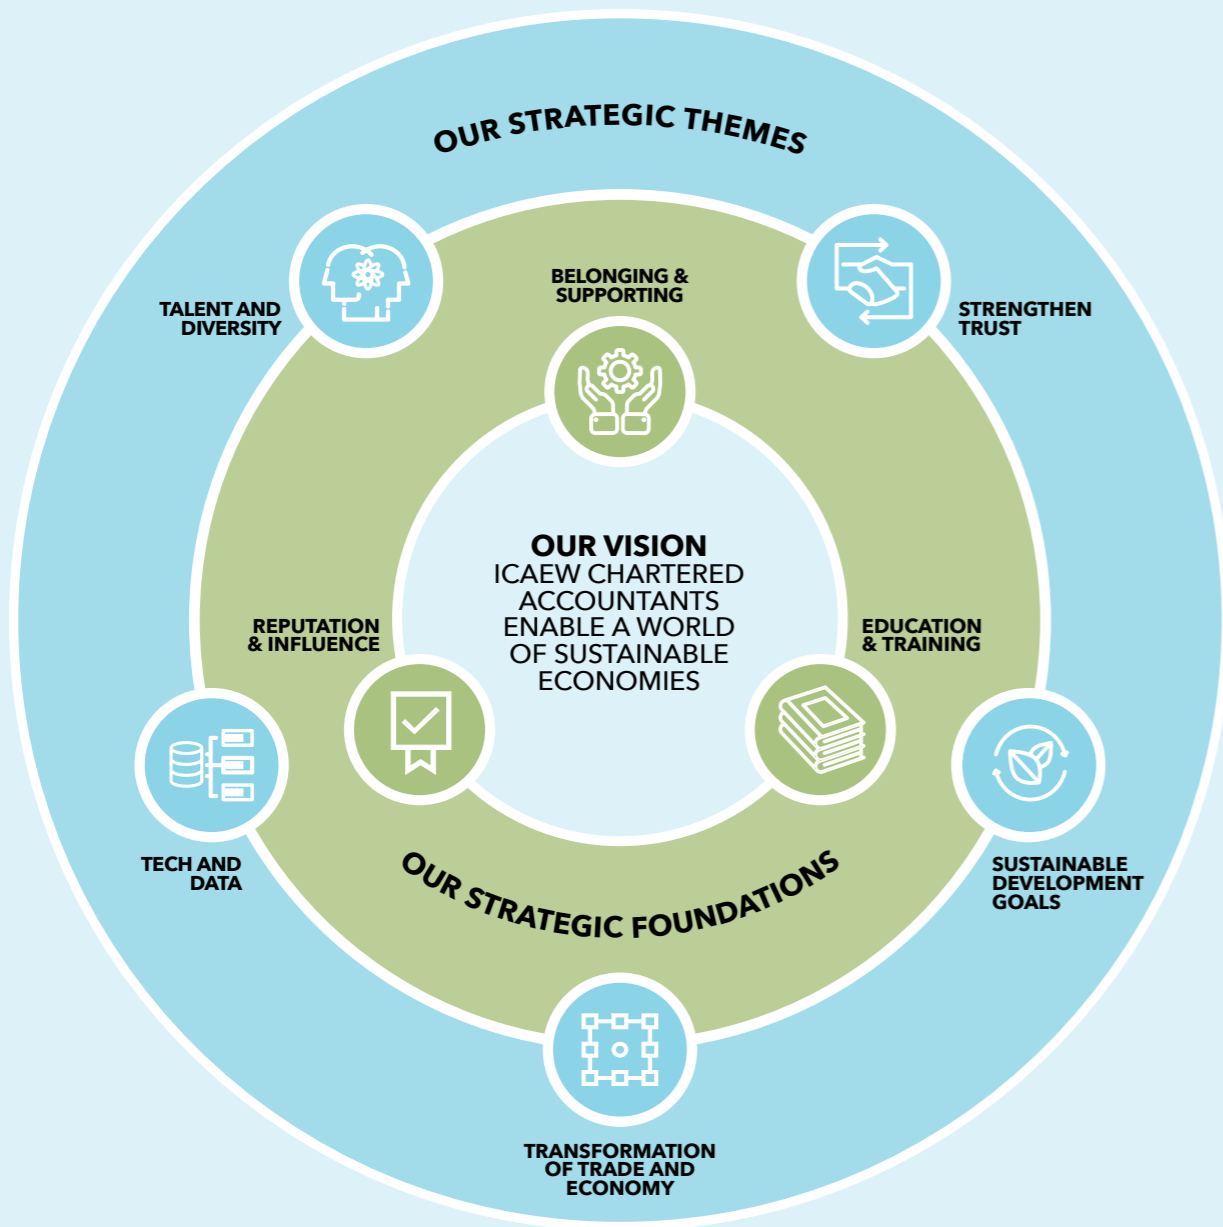 OUR STRATEGIC THEMES
TALENT AND
DIVERSITY
BELONGING &
SUPPORTING
STRENGTHEN
TRUST
OUR VISION
ICAEW CHARTERED
ACCOUNTANTS
ENABLE A WORLD
OF SUSTAINABLE
ECONOMIES
REPUTATION
& INFLUENCE
EDUCATION
& TRAINING
TECH AND
DATA
OUR STRATEGIC FOUNDATIONS
SUSTAINABLE
DEVELOPMENT
GOALS
TRANSFORMATION
OF TRADE AND
ECONOMY